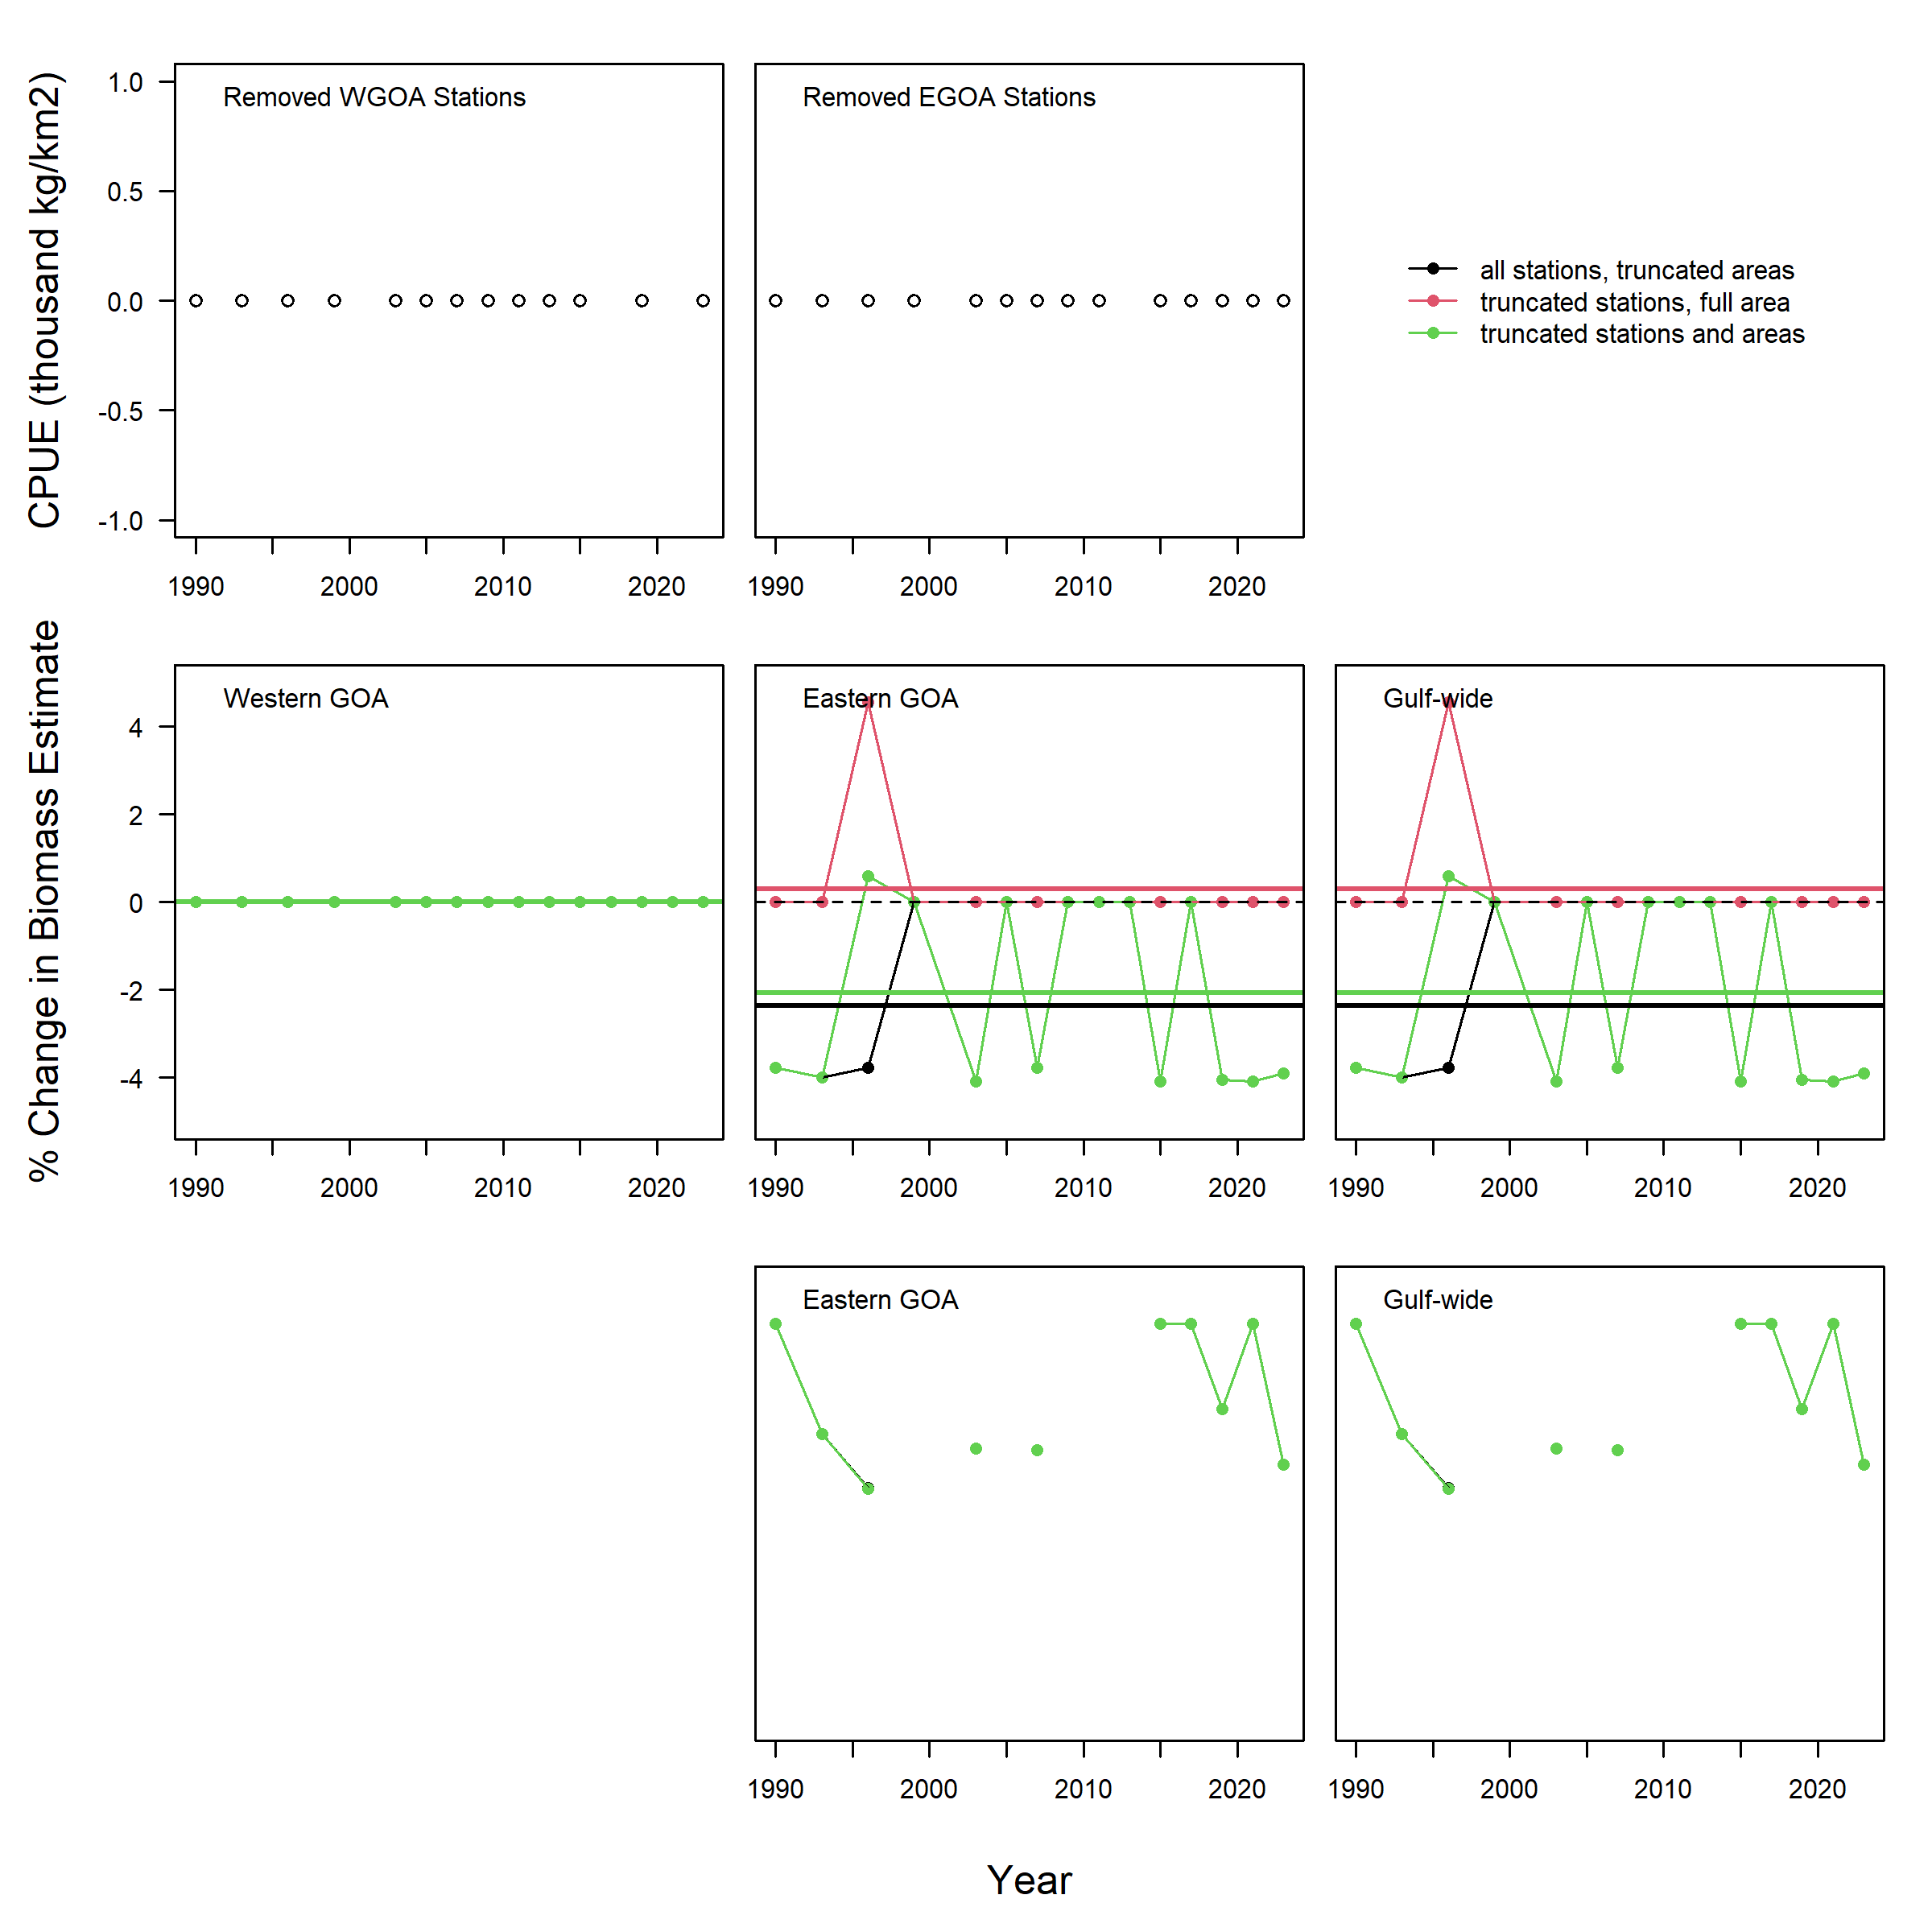 CPUE (thousand kg/km2)
1.0
0.5
0.0
-0.5
-1.0
Removed WGOA Stations
1990 2000 2010 2020
Removed EGOA Stations
1990 2000 2010 2020
all stations, truncated areas
truncated stations, full area
truncated stations and areas
% Change in Biomass Estimate
4
2
0
-2
-4
Western GOA
1990 2000 2010 2020
Eastern GOA
1990 2000 2010 2020
Gulf-wide
1990 2000 2010 2020
Eastern GOA
1990 2000 2010 2020
Gulf-wide
1990 2000 2010 2020
Year